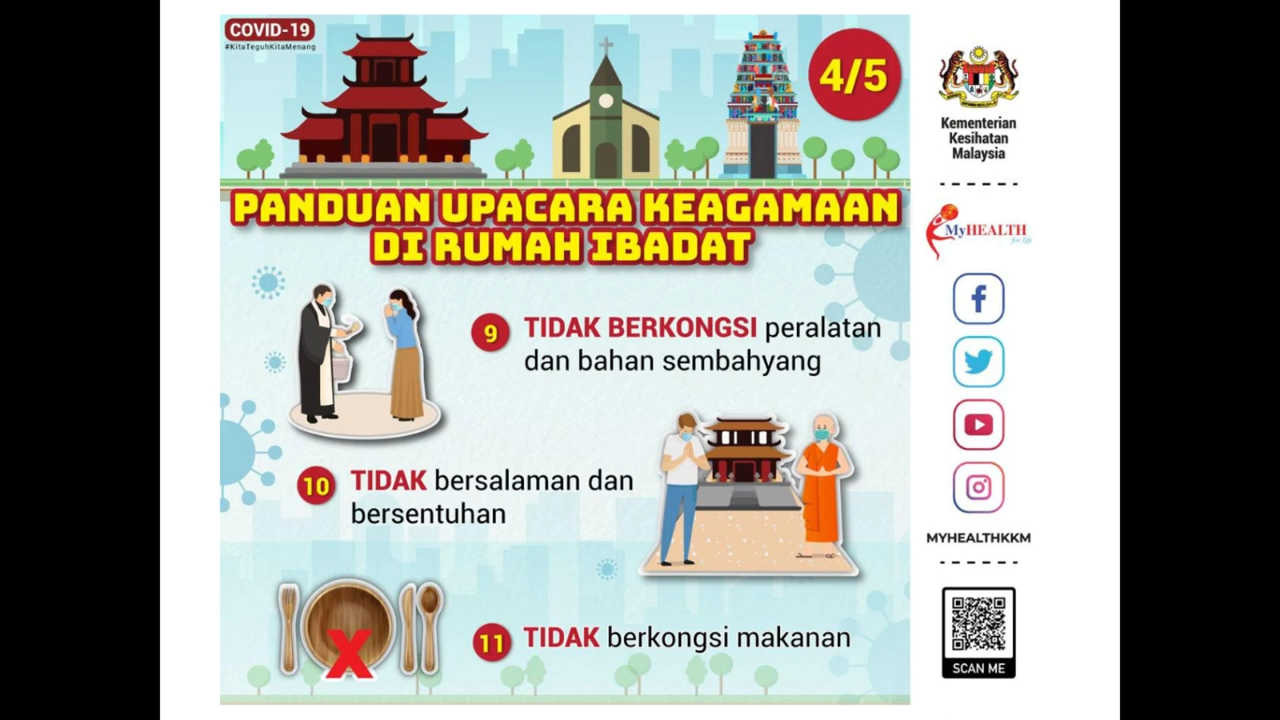 COVID-19
#KitaTeguhKitaMenang
4/5
PANDUAN UPACARA KEAGAMAAN
DI RUMAH IBADAT
9 TIDAK BERKONGSI peralatan
dan bahan sembahyang
10 TIDAK bersalaman dan
bersentuhan
11 TIDAK berkongsi makanan
Kementerian
Kesihatan
Malaysia
MyHEALTH
for life
MYHEALTHKKM
SCAN ME